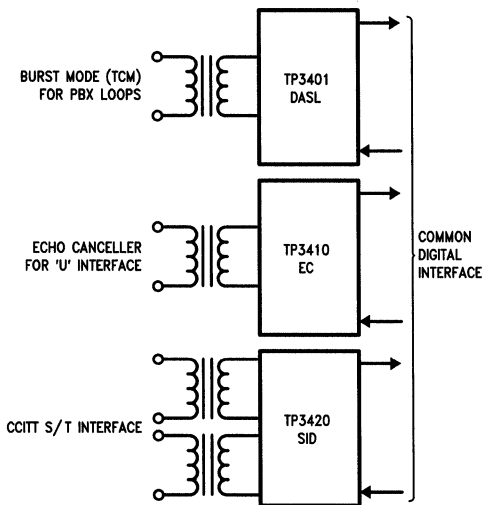 BURST MODE (TCM)
FOR PBX LOOPS
TP3401
DASL
ECHO CANCELLER
FOR 'U' INTERFACE
TP3410
EC
COMMON
DIGITAL
INTERFACE
CCITT S/T INTERFACE
TP3420
SID